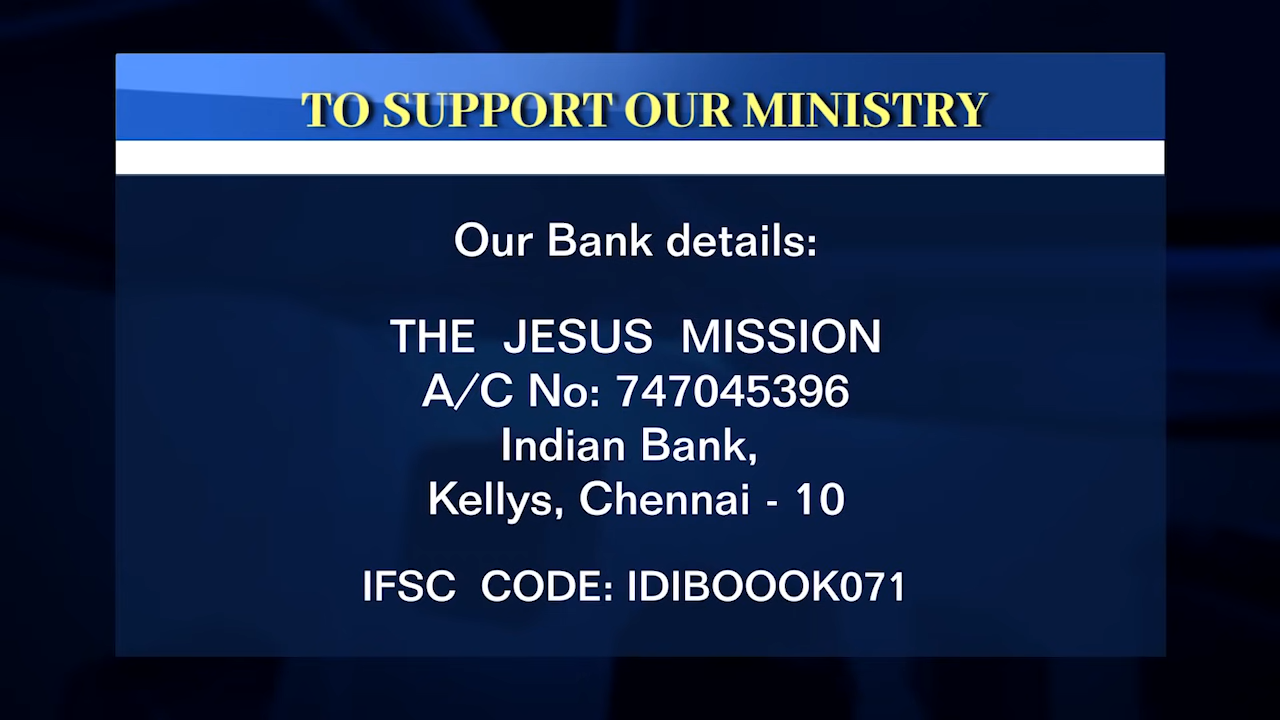 TO SUPPORT OUR MINISTRY
Our Bank details:
THE JESUS MISSION
A/C No: 747045396
Indian Bank,
Kellys, Chennai - 10
IFSC CODE: IDIBOOOK071